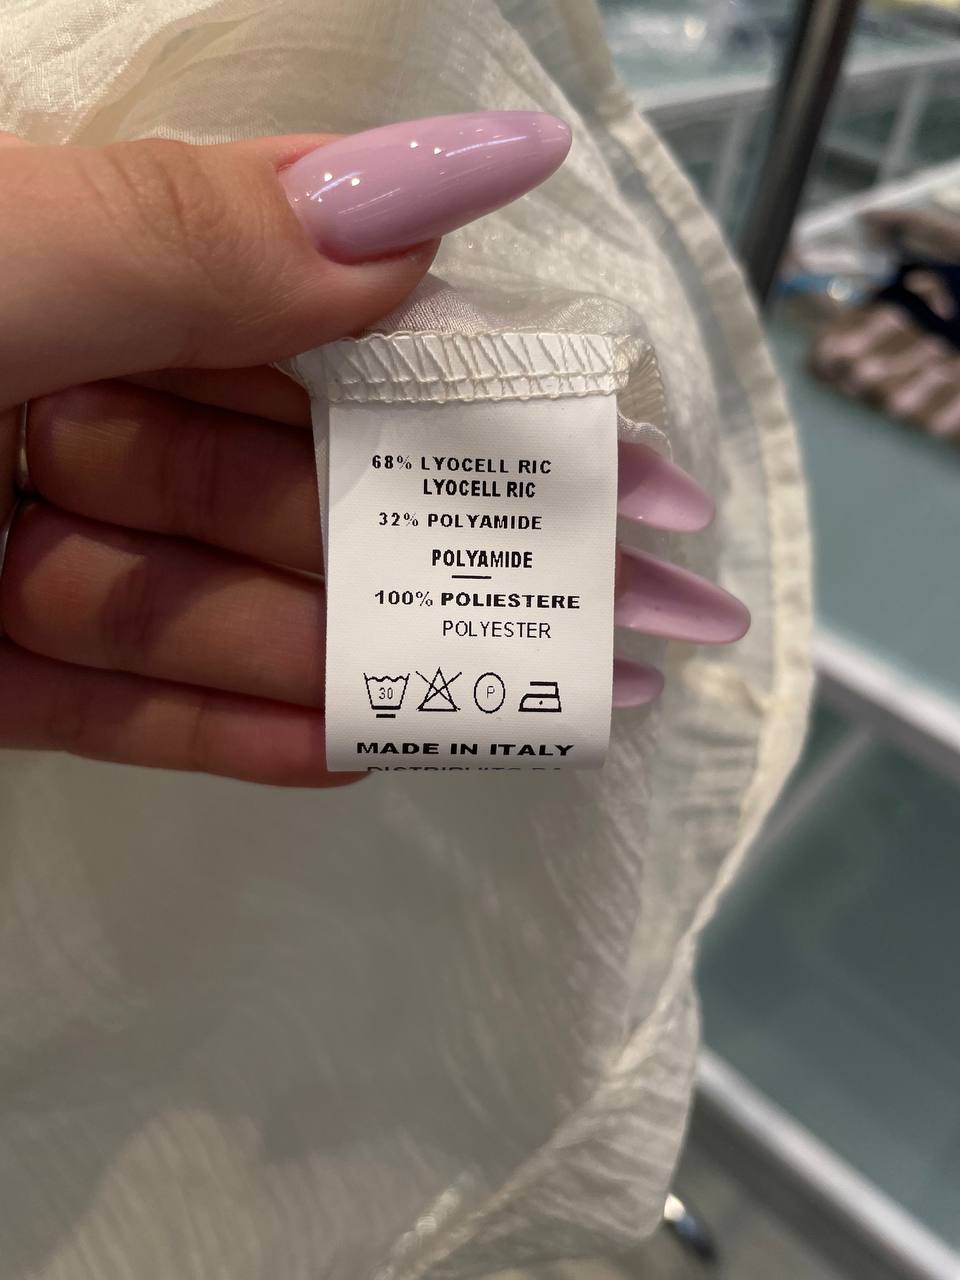 68% LYOCELL RIC
LYOCELL RIC
32% POLYAMIDE
POLYAMIDE
100% POLIESTERE
POLYESTER
30 P
MADE IN ITALY